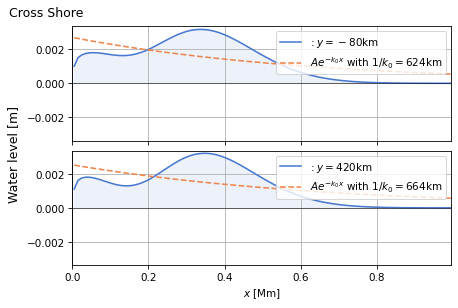 Cross Shore
0.002
0.000
−0.002
: y = −80km
Ae^{−k₀x} with 1/k₀ = 624km
Water level [m]
0.002
0.000
−0.002
: y = 420km
Ae^{−k₀x} with 1/k₀ = 664km
0.0 0.2 0.4 0.6 0.8
x [Mm]